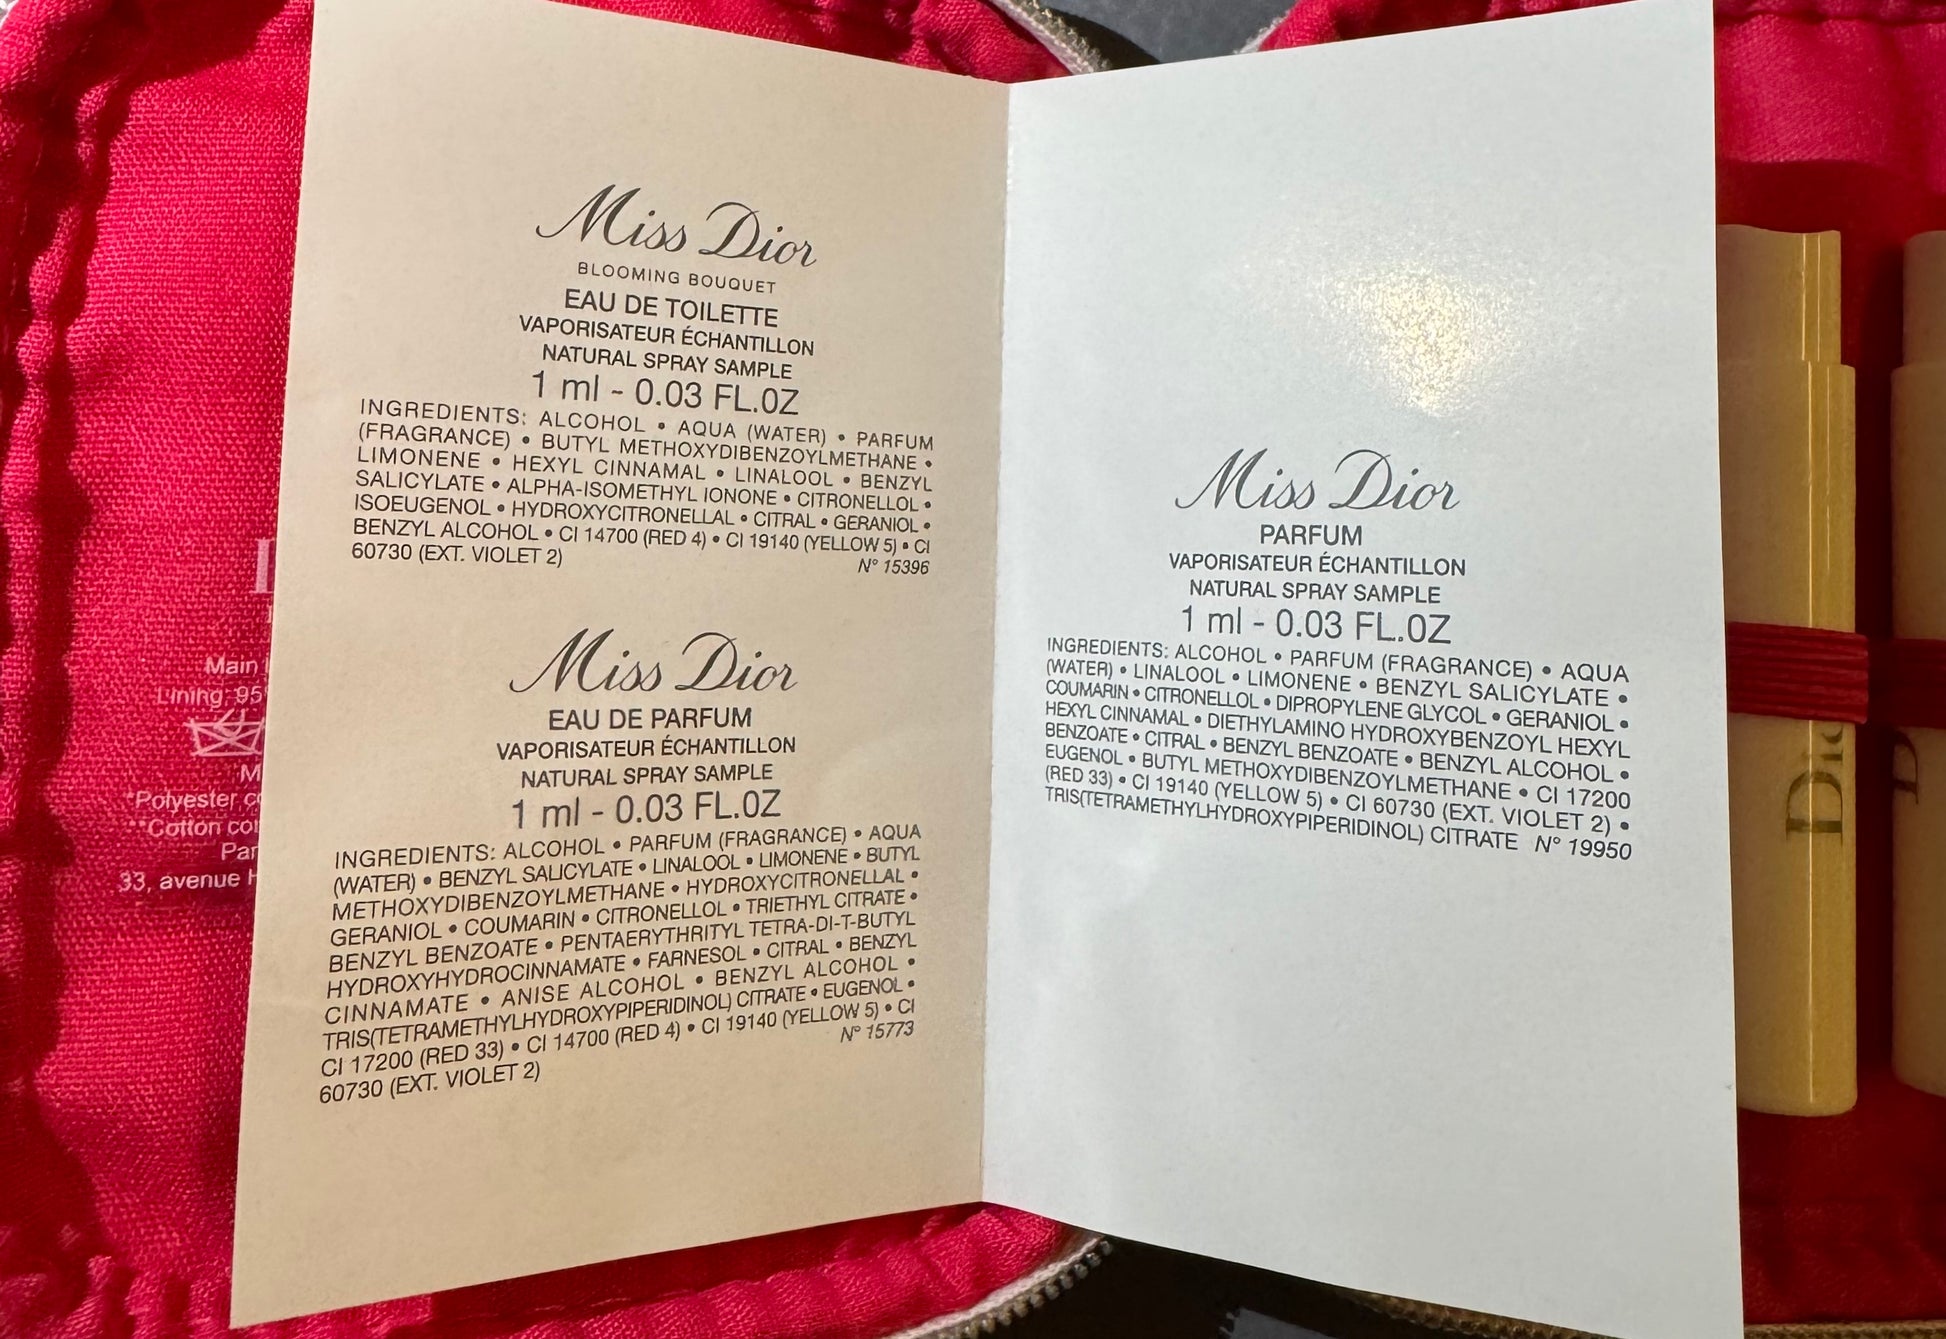 Miss Dior
BLOOMING BOUQUET
EAU DE TOILETTE
VAPORISATEUR ÉCHANTILLON
NATURAL SPRAY SAMPLE
1 ml - 0.03 FL.OZ
INGREDIENTS: ALCOHOL • AQUA (WATER) • PARFUM
(FRAGRANCE) • BUTYL METHOXYDIBENZOYLMETHANE •
LIMONENE • HEXYL CINNAMAL • LINALOOL • BENZYL
SALICYLATE • ALPHA-ISOMETHYL IONONE • CITRONELLOL •
ISOEUGENOL • HYDROXYCITRONELLAL • CITRAL • GERANIOL •
BENZYL ALCOHOL • CI 14700 (RED 4) • CI 19140 (YELLOW 5) • CI
60730 (EXT. VIOLET 2)
N° 15396
Miss Dior
EAU DE PARFUM
VAPORISATEUR ÉCHANTILLON
NATURAL SPRAY SAMPLE
1 ml - 0.03 FL.OZ
INGREDIENTS: ALCOHOL • PARFUM (FRAGRANCE) • AQUA
(WATER) • BENZYL SALICYLATE • LINALOOL • LIMONENE • BUTYL
METHOXYDIBENZOYLMETHANE • HYDROXYCITRONELLAL •
GERANIOL • COUMARIN • CITRONELLOL • TRIETHYL CITRATE •
BENZYL BENZOATE • PENTAERYTHRITYL TETRA-DI-T-BUTYL
HYDROXYHYDROCINNAMATE • FARNESOL • CITRAL • BENZYL
CINNAMATE • ANISE ALCOHOL • BENZYL ALCOHOL •
TRIS(TETRAMETHYLHYDROXYPIPERIDINOL) CITRATE • EUGENOL •
CI 17200 (RED 33) • CI 14700 (RED 4) • CI 19140 (YELLOW 5) • CI
60730 (EXT. VIOLET 2)
N° 15773
Miss Dior
PARFUM
VAPORISATEUR ÉCHANTILLON
NATURAL SPRAY SAMPLE
1 ml - 0.03 FL.OZ
INGREDIENTS: ALCOHOL • PARFUM (FRAGRANCE) • AQUA
(WATER) • LINALOOL • LIMONENE • BENZYL SALICYLATE •
COUMARIN • CITRONELLOL • DIPROPYLENE GLYCOL • GERANIOL •
HEXYL CINNAMAL • DIETHYLAMINO HYDROXYBENZOYL HEXYL
BENZOATE • CITRAL • BENZYL BENZOATE • BENZYL ALCOHOL •
EUGENOL • BUTYL METHOXYDIBENZOYLMETHANE • CI 17200
(RED 33) • CI 19140 (YELLOW 5) • CI 60730 (EXT. VIOLET 2) •
TRIS(TETRAMETHYLHYDROXYPIPERIDINOL) CITRATE N° 19950
Main
Lining: 95
*Polyester
**Cotton
33, avenue